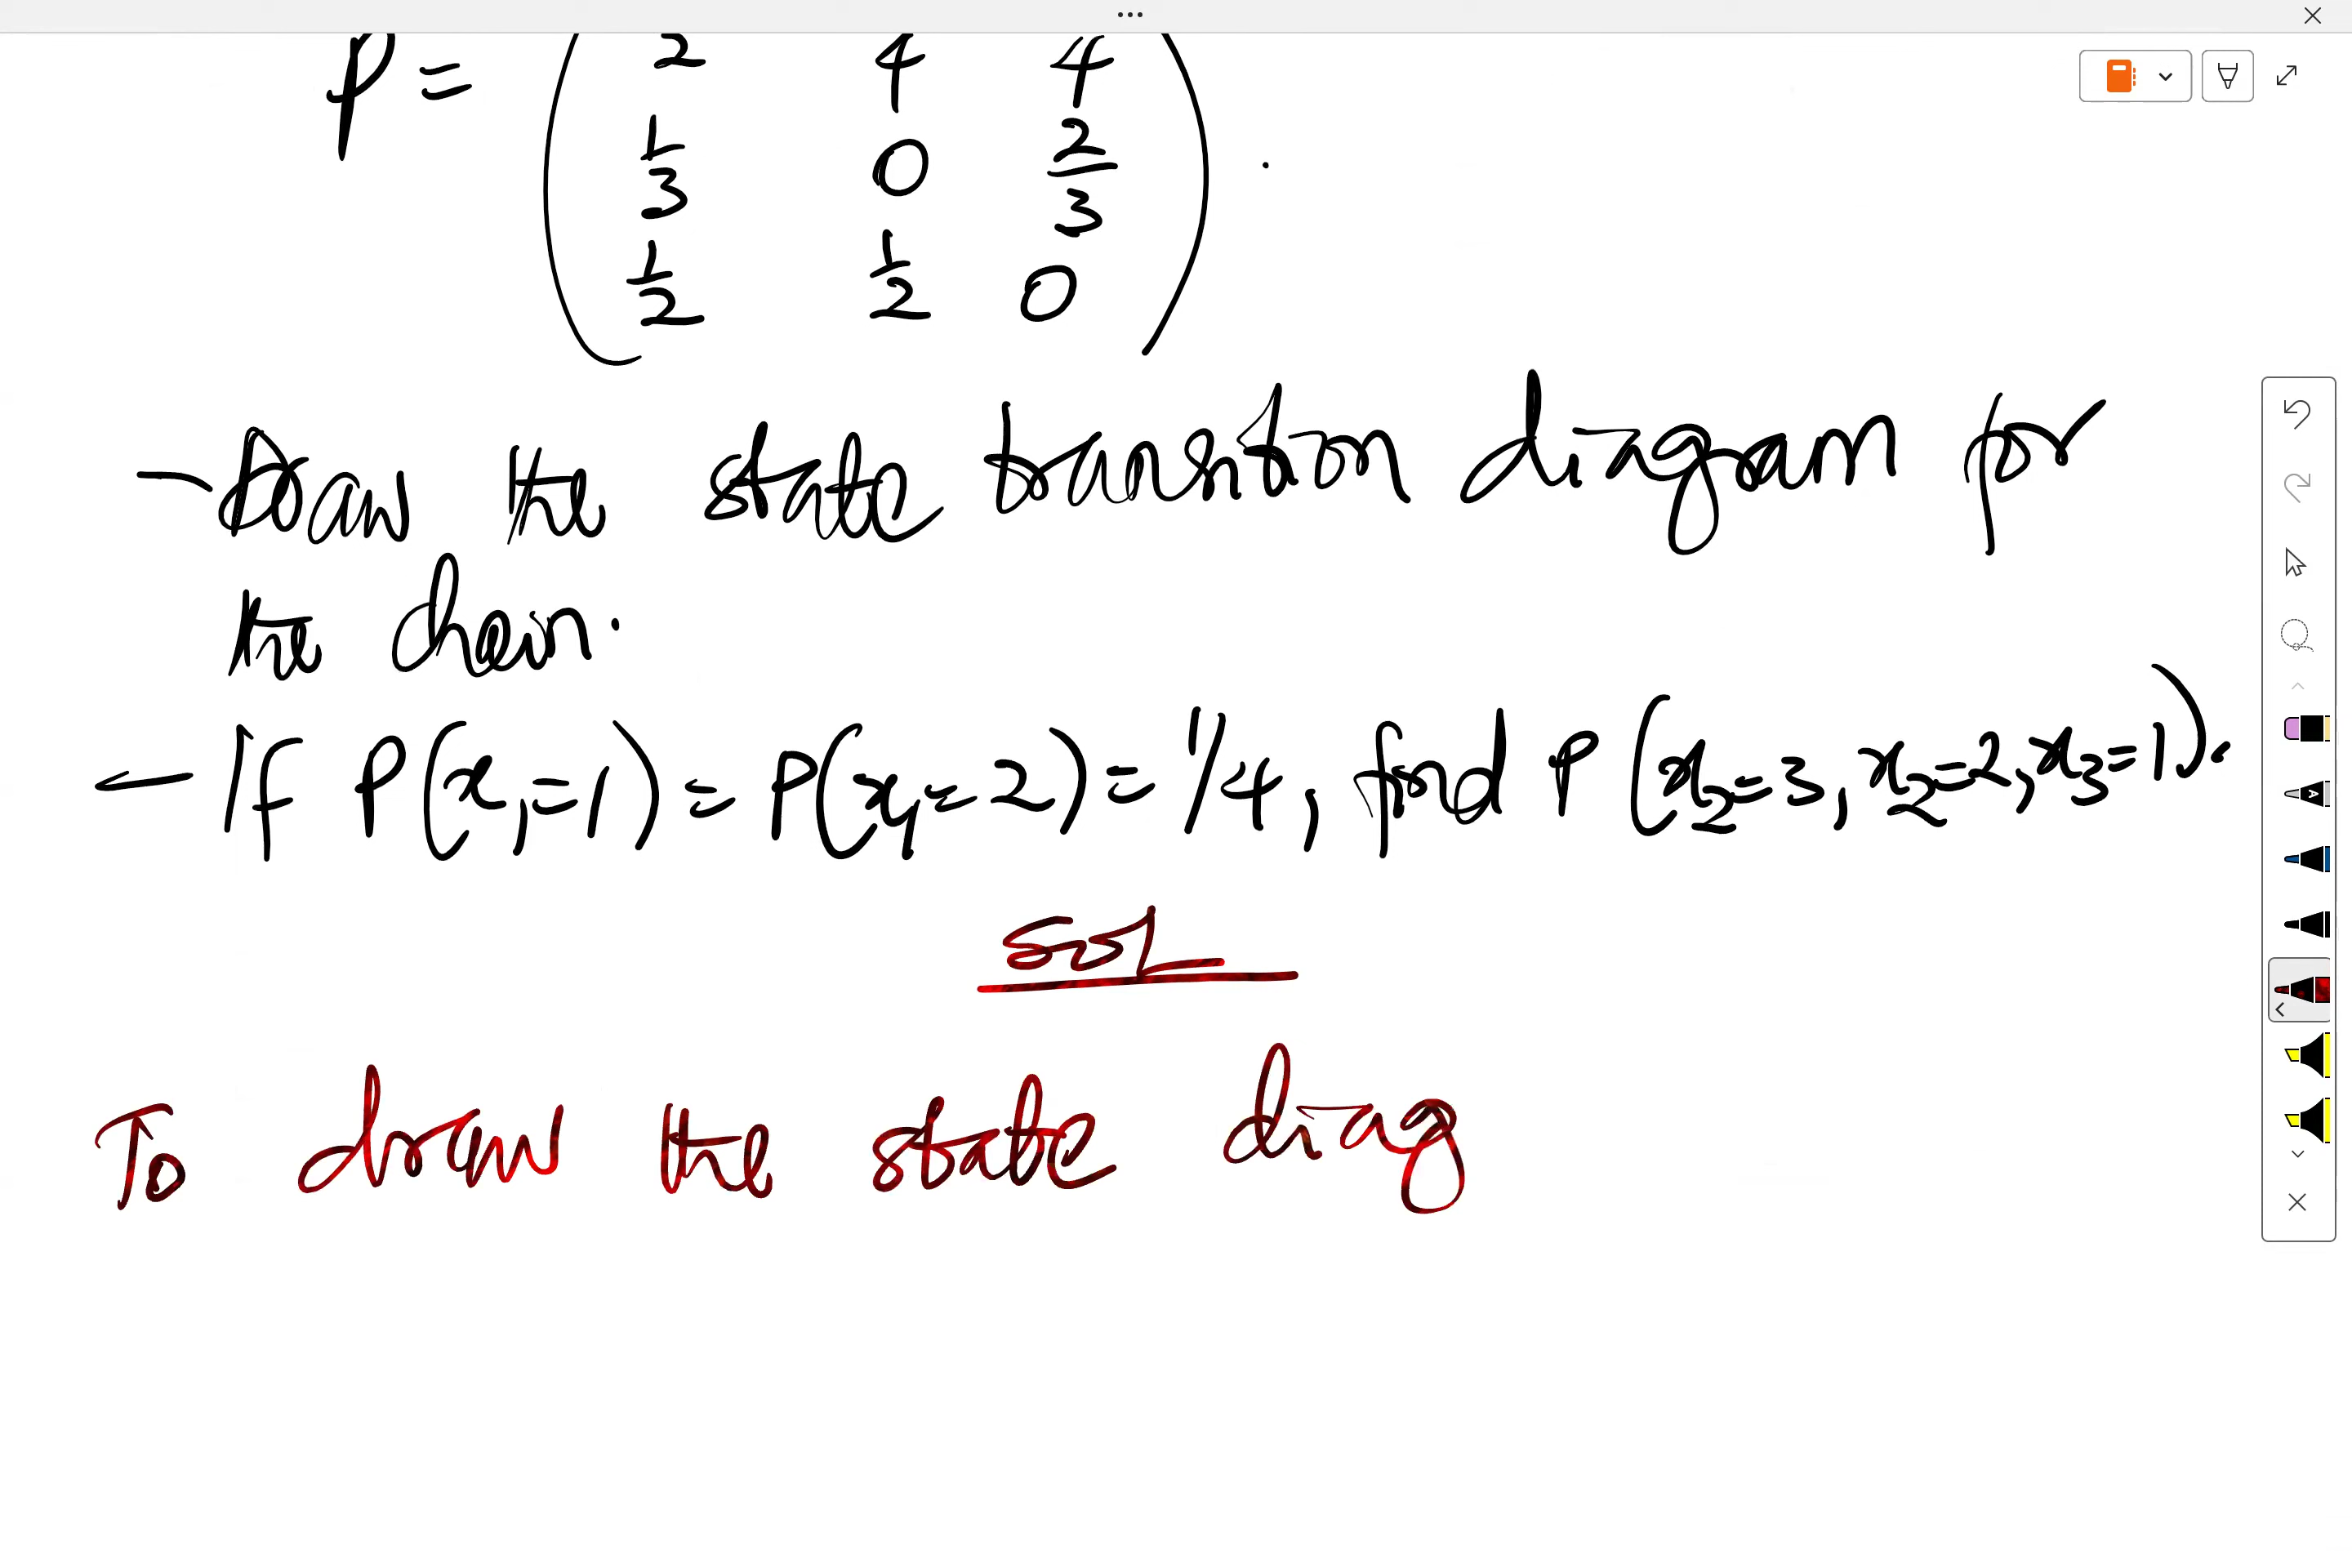 P = ( 2 4 4
1/3 0 2/3
1/2 1/2 0 ) .
- Draw the state transition diagram for
the chain.
- If P(x₁=1) = P(x₁=2) = 1/4, find P(x₂=3, x₂=2, x₃=1).
SOL
To draw the state diag